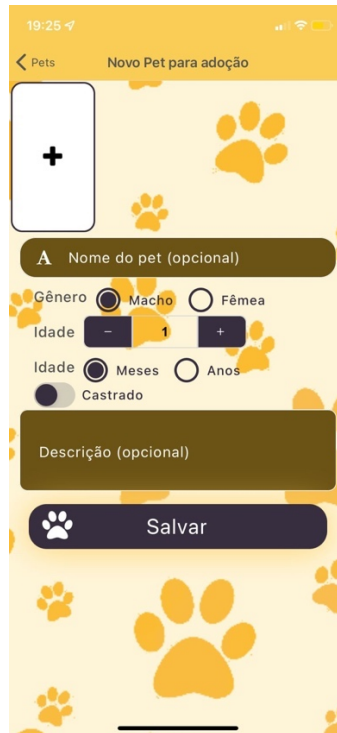 19:25
Pets Novo Pet para adoção
+
A Nome do pet (opcional)
Gênero Macho Fêmea
Idade - 1 +
Idade Meses Anos
Castrado
Descrição (opcional)
Salvar